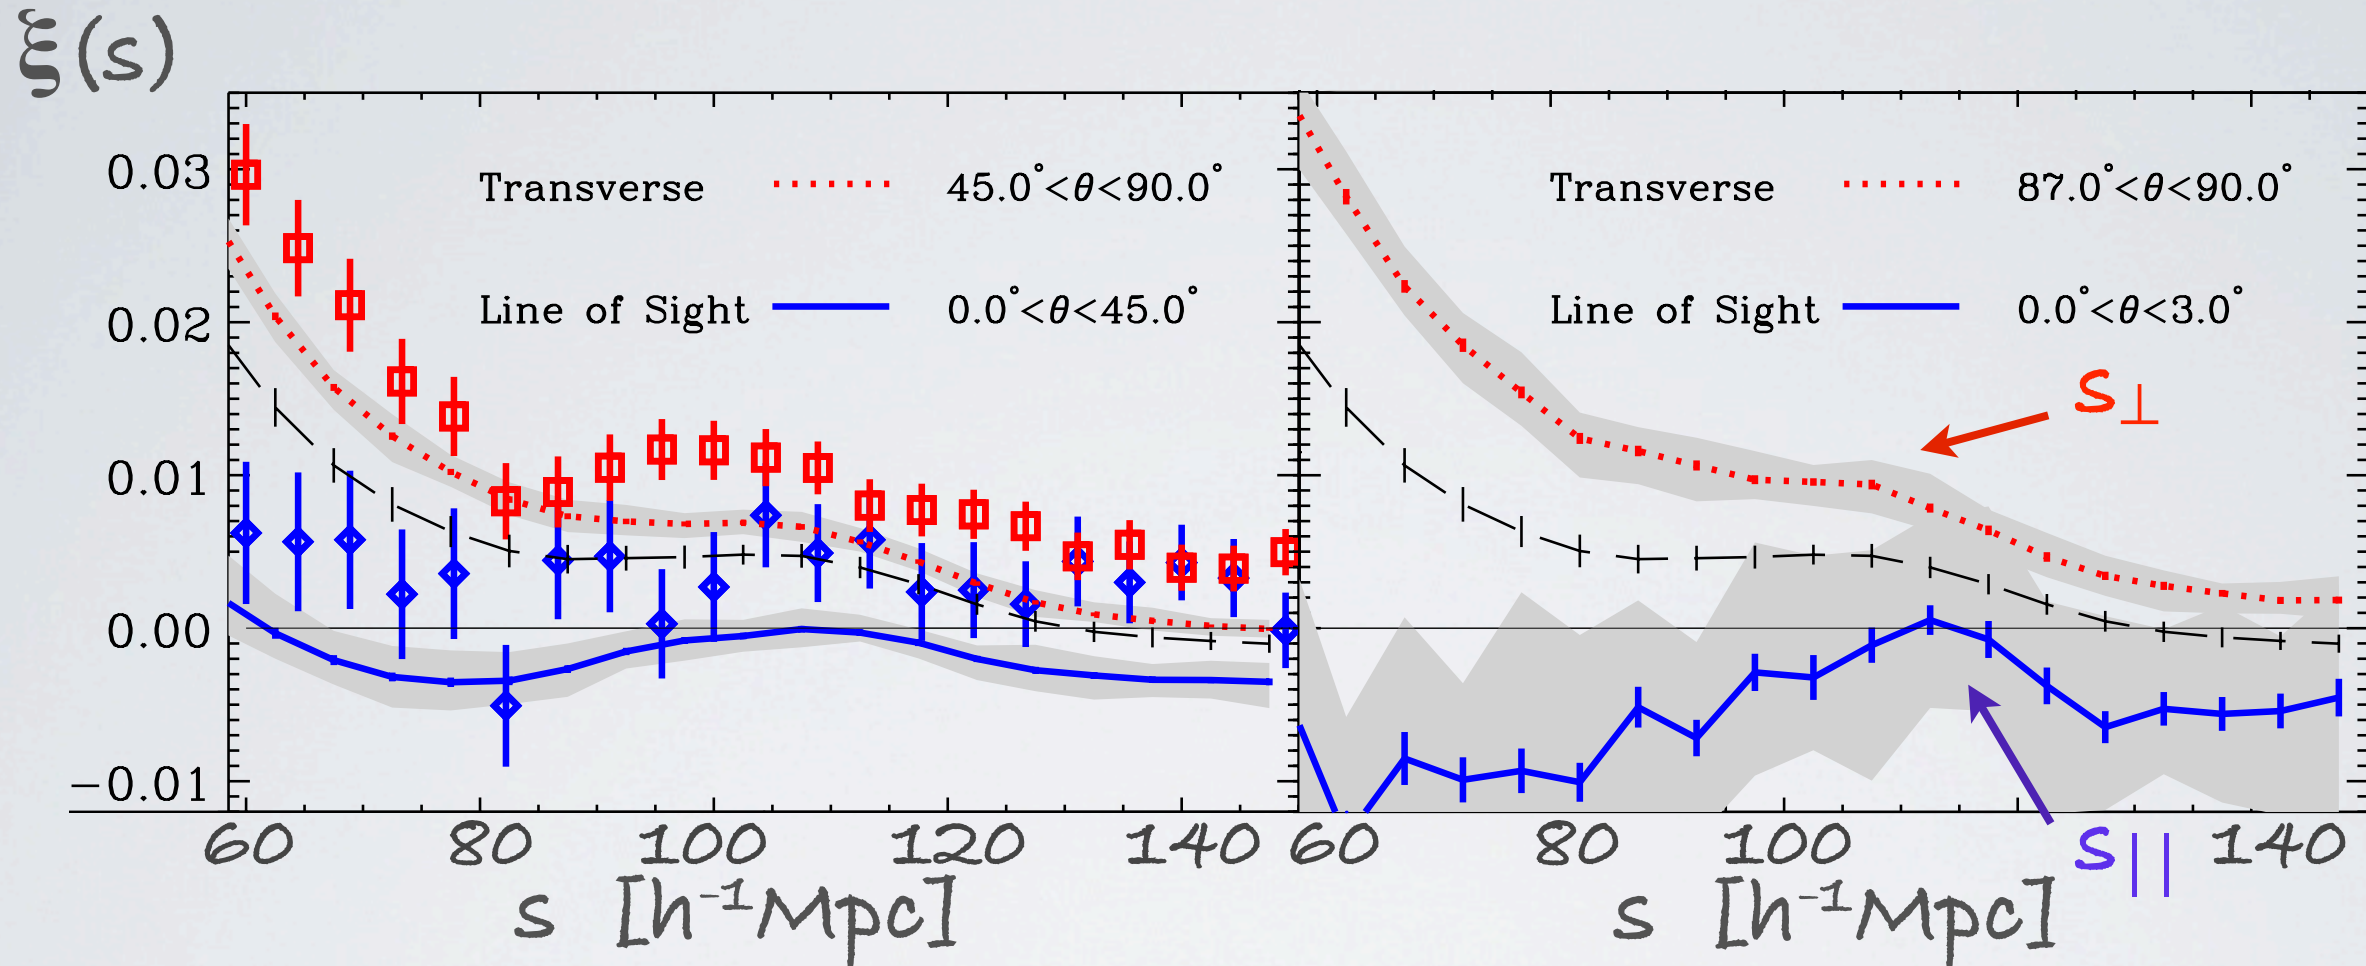 ξ(s)
0.03
0.02
0.01
0.00
−0.01
Transverse 45.0°<θ<90.0°
Line of Sight 0.0°<θ<45.0°
Transverse 87.0°<θ<90.0°
Line of Sight 0.0°<θ<3.0°
s⊥
s||
60 80 100 120 140
60 80 100 140
s [h⁻¹Mpc]
s [h⁻¹Mpc]